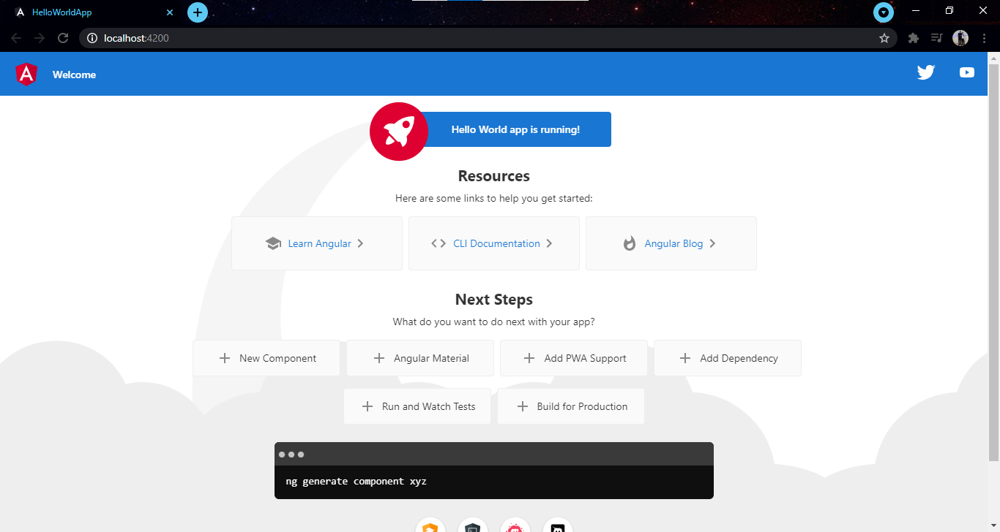 HelloWorldApp
localhost:4200
Welcome
Hello World app is running!
Resources
Here are some links to help you get started:
Learn Angular
CLI Documentation
Angular Blog
Next Steps
What do you want to do next with your app?
New Component
Angular Material
Add PWA Support
Add Dependency
Run and Watch Tests
Build for Production
ng generate component xyz